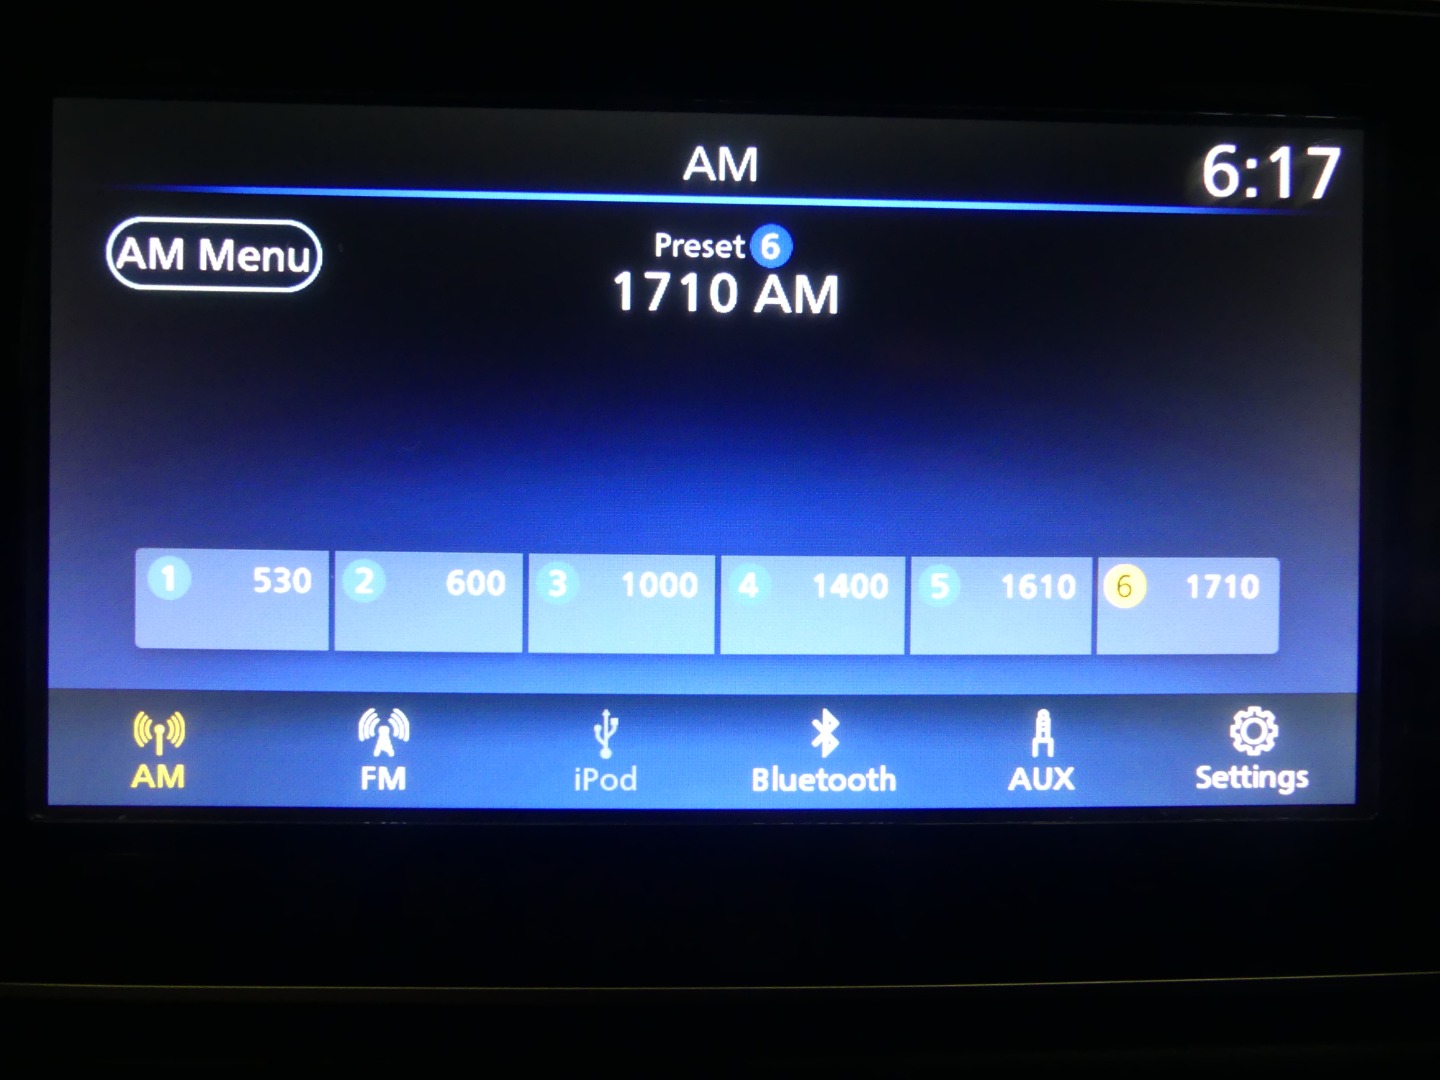 AM
6:17
AM Menu
Preset 6
1710 AM
1 530 2 600 3 1000 4 1400 5 1610 6 1710
AM FM iPod Bluetooth AUX Settings